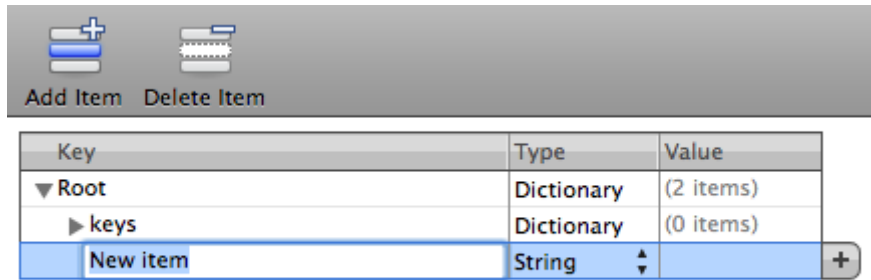 Add Item Delete Item
Key Type Value
Root Dictionary (2 items)
keys Dictionary (0 items)
New item String